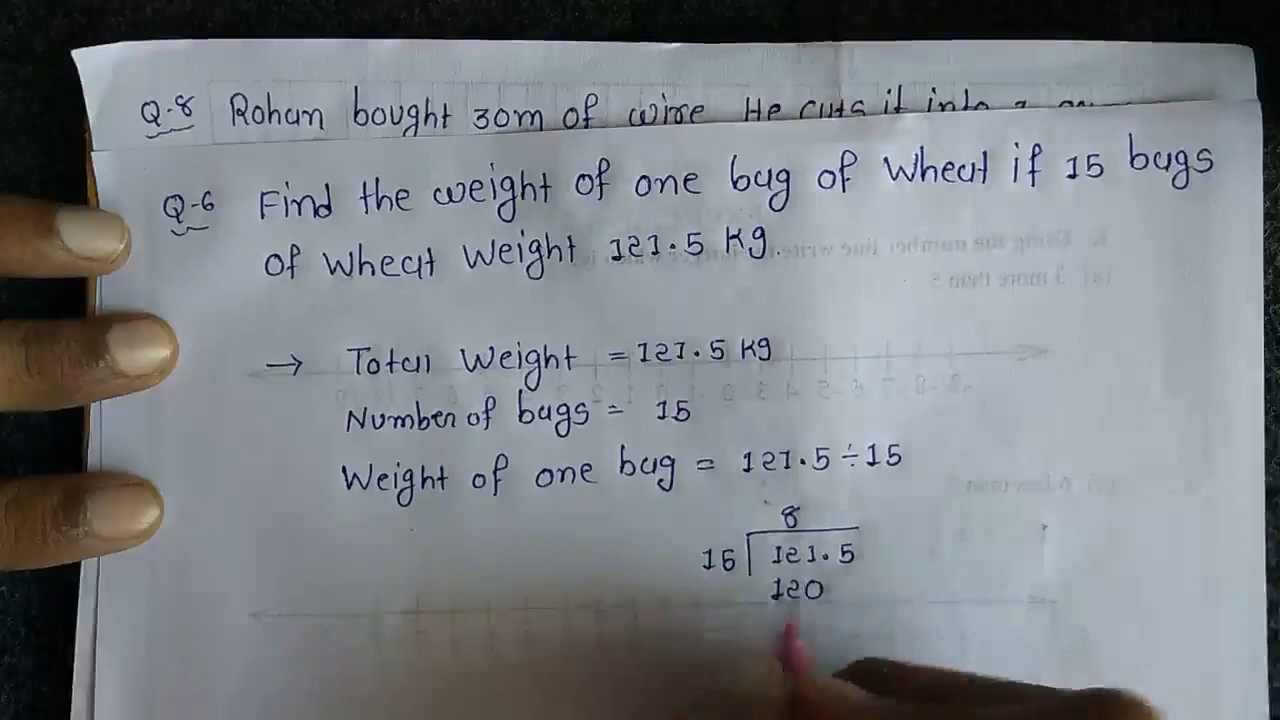 Q-8 Rohan bought 30m of wire He cuts it into
Q-6 Find the weight of one bag of wheat if 15 bags
of wheat weight 121.5 kg.
→ Total weight = 121.5 kg
Number of bags = 15
Weight of one bag = 121.5 ÷ 15
8
15 121.5
120